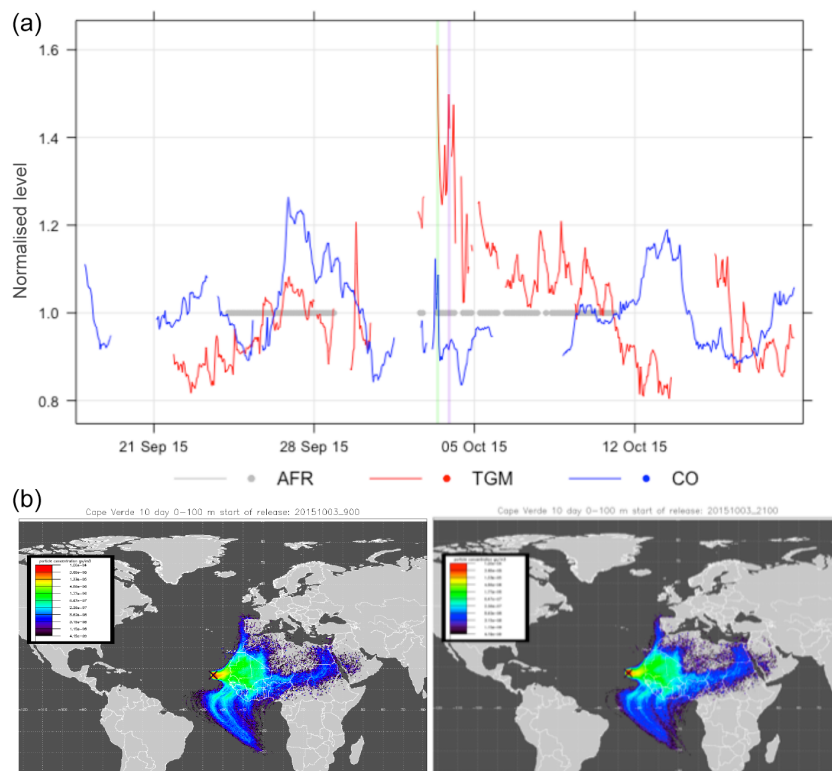 (a)
1.6
1.4
1.2
1.0
0.8
Normalised level
21 Sep 15 28 Sep 15 05 Oct 15 12 Oct 15
AFR TGM CO
(b)
Cape Verde 10 day 0-100 m start of release: 20151003_900
Cape Verde 10 day 0-100 m start of release: 20151003_2100